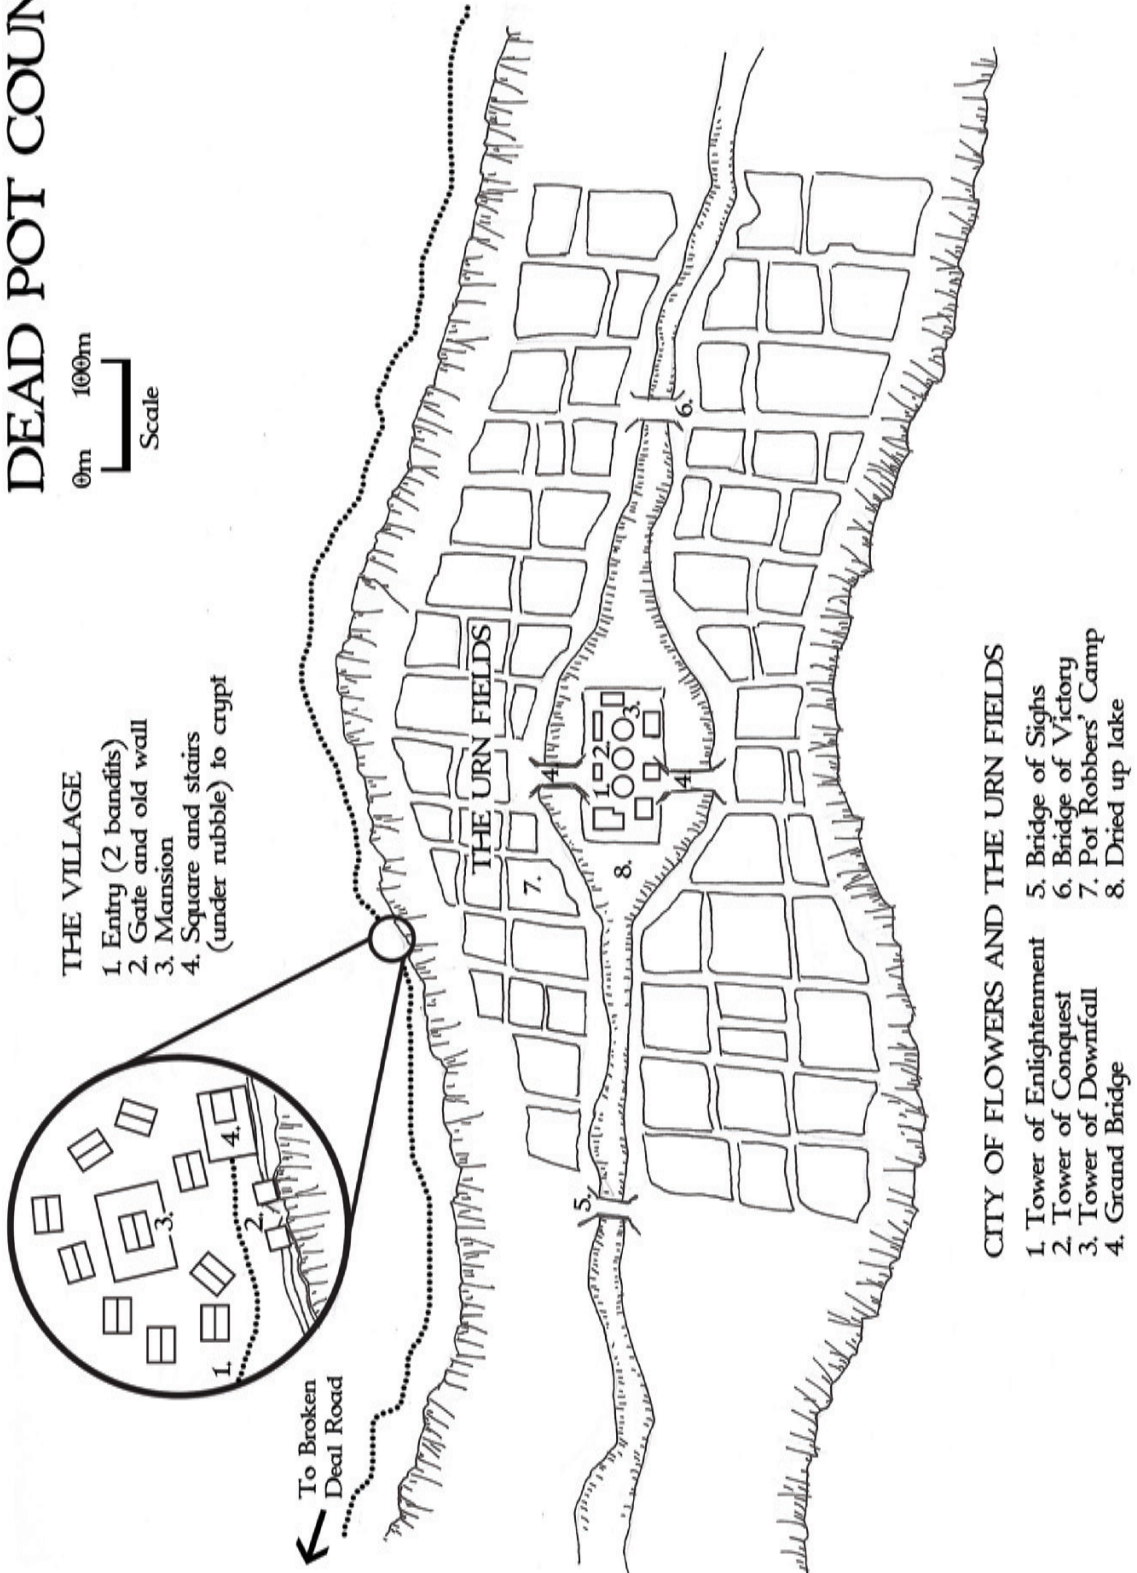 DEAD POT COUN
0m 100m
Scale
THE VILLAGE
1. Entry (2 bandits)
2. Gate and old wall
3. Mansion
4. Square and stairs
(under rubble) to crypt
1.
2.
3.
4.
To Broken
Deal Road
THE URN FIELDS
1.
2.
3.
4.
4.
5.
6.
7.
8.
CITY OF FLOWERS AND THE URN FIELDS
1. Tower of Enlightenment
2. Tower of Conquest
3. Tower of Downfall
4. Grand Bridge
5. Bridge of Sighs
6. Bridge of Victory
7. Pot Robbers' Camp
8. Dried up lake